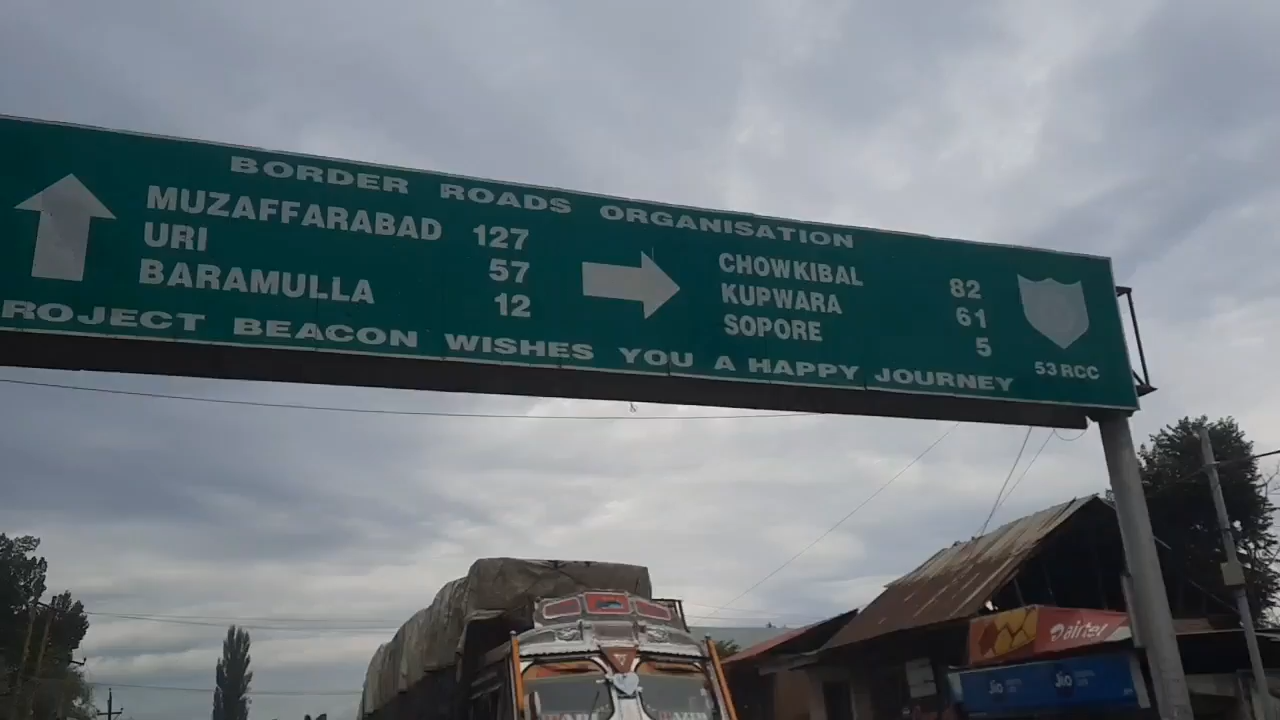 BORDER ROADS ORGANISATION
MUZAFFARABAD 127
URI 57
BARAMULLA 12
CHOWKIBAL 82
KUPWARA 61
SOPORE 5
ROJECT BEACON WISHES YOU A HAPPY JOURNEY
53 RCC
airtel
Jio
Jio